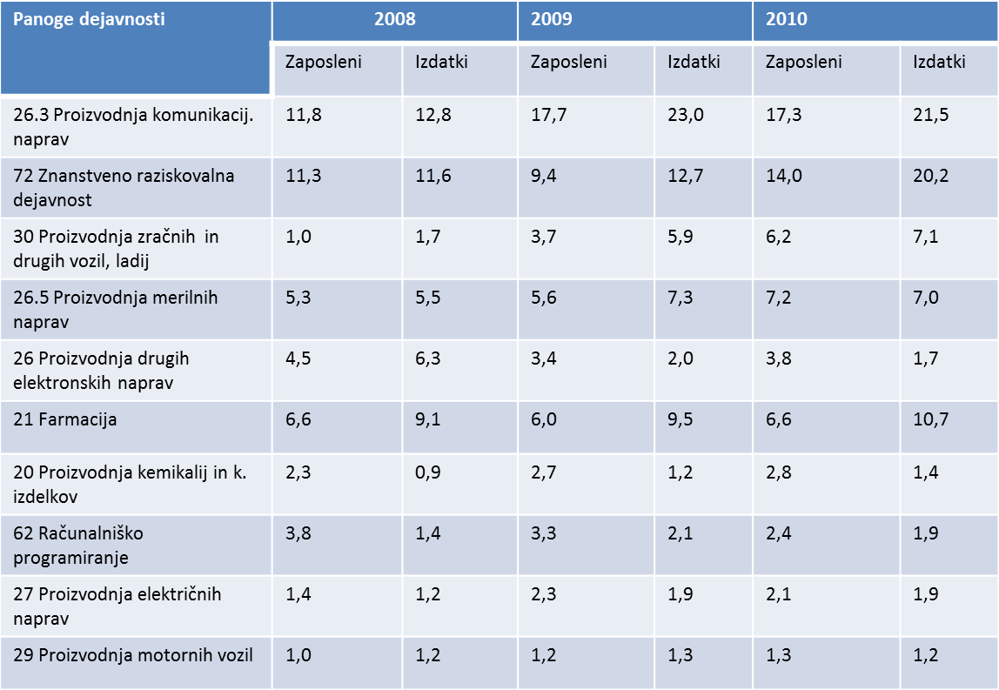 Panoge dejavnosti 2008 2009 2010
Zaposleni Izdatki Zaposleni Izdatki Zaposleni Izdatki
26.3 Proizvodnja komunikacij. 11,8 12,8 17,7 23,0 17,3 21,5
naprav
72 Znanstveno raziskovalna 11,3 11,6 9,4 12,7 14,0 20,2
dejavnost
30 Proizvodnja zračnih in 1,0 1,7 3,7 5,9 6,2 7,1
drugih vozil, ladij
26.5 Proizvodnja merilnih 5,3 5,5 5,6 7,3 7,2 7,0
naprav
26 Proizvodnja drugih 4,5 6,3 3,4 2,0 3,8 1,7
elektronskih naprav
21 Farmacija 6,6 9,1 6,0 9,5 6,6 10,7
20 Proizvodnja kemikalij in k. 2,3 0,9 2,7 1,2 2,8 1,4
izdelkov
62 Računalniško 3,8 1,4 3,3 2,1 2,4 1,9
programiranje
27 Proizvodnja električnih 1,4 1,2 2,3 1,9 2,1 1,9
naprav
29 Proizvodnja motornih vozil 1,0 1,2 1,2 1,3 1,3 1,2